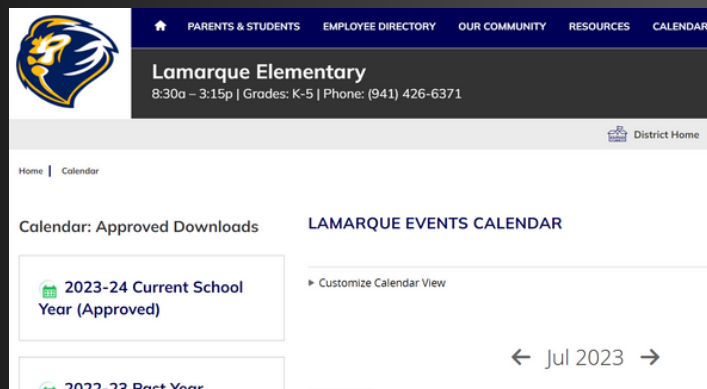 PARENTS & STUDENTS EMPLOYEE DIRECTORY OUR COMMUNITY RESOURCES CALENDAR
Lamarque Elementary
8:30a – 3:15p | Grades: K-5 | Phone: (941) 426-6371
District Home
Home | Calendar
Calendar: Approved Downloads
LAMARQUE EVENTS CALENDAR
2023-24 Current School
Year (Approved)
Customize Calendar View
Jul 2023
2022-23 Past Year